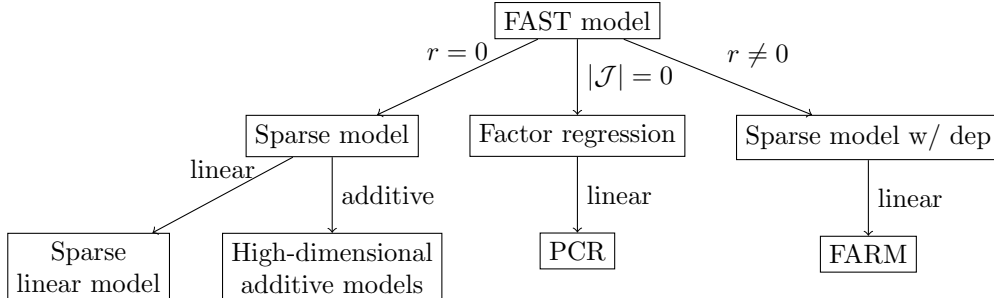 FAST model
r = 0
|𝒥| = 0
r ≠ 0
Sparse model
Factor regression
Sparse model w/ dep
linear
additive
linear
linear
Sparse
linear model
High-dimensional
additive models
PCR
FARM